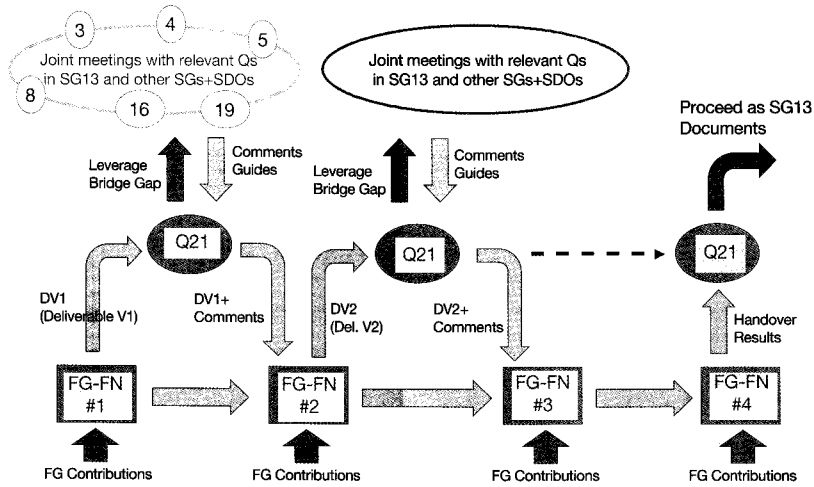 3
4
5
Joint meetings with relevant Qs
in SG13 and other SGs+SDOs
8
16
19
Joint meetings with relevant Qs
in SG13 and other SGs+SDOs
Proceed as SG13
Documents
Leverage
Bridge Gap
Comments
Guides
Leverage
Bridge Gap
Comments
Guides
Q21
Q21
Q21
DV1
(Deliverable V1)
DV1+
Comments
DV2
(Del. V2)
DV2+
Comments
Handover
Results
FG-FN
#1
FG-FN
#2
FG-FN
#3
FG-FN
#4
FG Contributions
FG Contributions
FG Contributions
FG Contributions